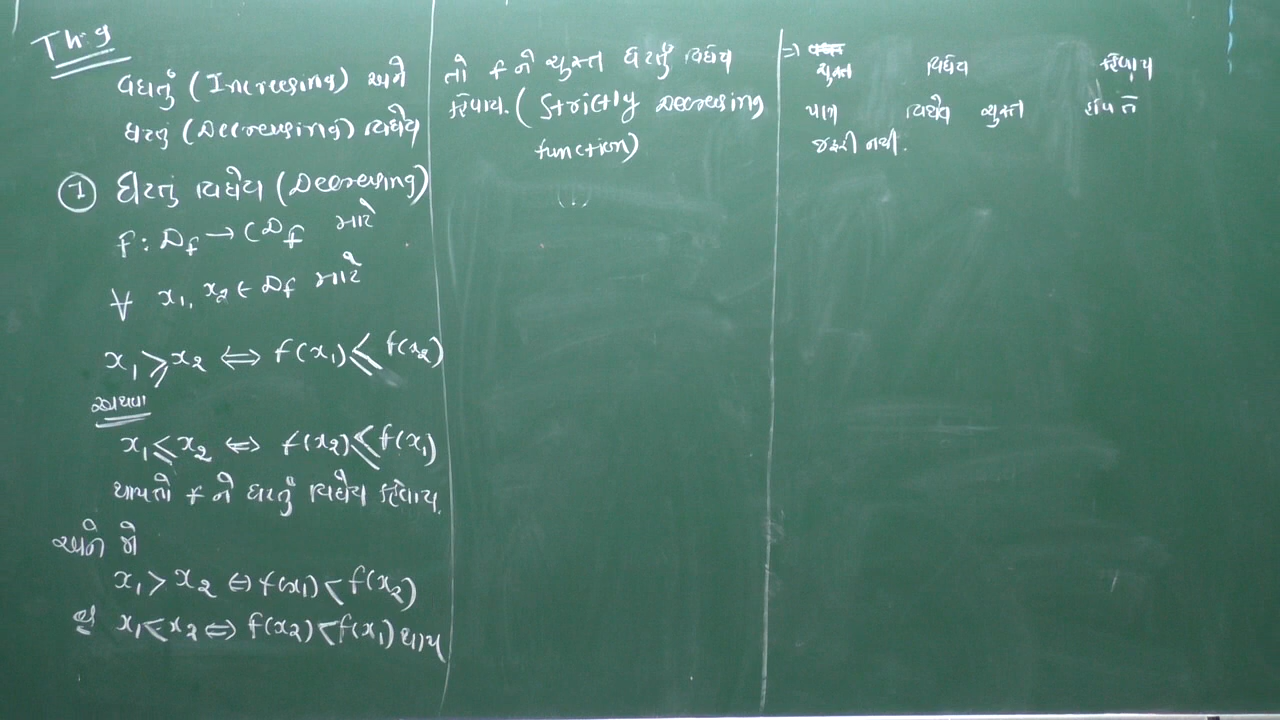 Th. 9
વધતું (Increasing) અને
ઘટતું (Decreasing) વિધેય
① ઘટતું વિધેય (Decreasing)
f : Df → CDf માટે
∀ x₁, x₂ ∈ Df માટે
x₁ ⩾ x₂ ⇔ f(x₁) ⩽ f(x₂)
અથવા
x₁ ⩽ x₂ ⇔ f(x₂) ⩽ f(x₁)
થાય તો f ને ઘટતું વિધેય કહેવાય.
અને જો
x₁ > x₂ ⇔ f(x₁) < f(x₂)
x₁ < x₂ ⇔ f(x₂) < f(x₁) થાય
તો f ને ચુસ્ત ઘટતું વિધેય
કહેવાય. (Strictly Decreasing
function)
⇒
ચુસ્ત વિધેય કહેવાય
પણ વિધેય ચુસ્ત હોય તે
જરૂરી નથી.